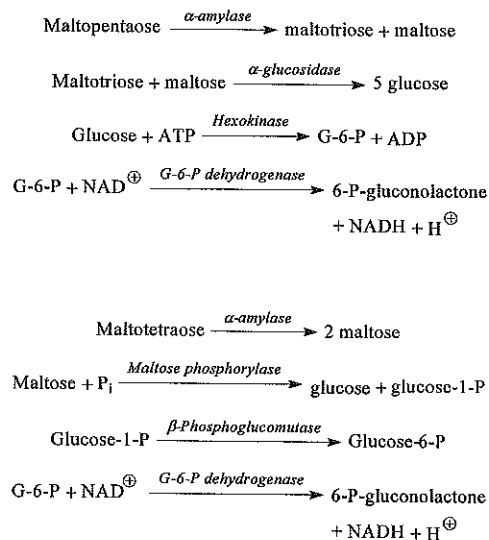 Maltopentaose α-amylase maltotriose + maltose
Maltotriose + maltose α-glucosidase 5 glucose
Glucose + ATP Hexokinase G-6-P + ADP
G-6-P + NAD⊕ G-6-P dehydrogenase 6-P-gluconolactone
+ NADH + H⊕
Maltotetraose α-amylase 2 maltose
Maltose + Pi Maltose phosphorylase glucose + glucose-1-P
Glucose-1-P β-Phosphoglucomutase Glucose-6-P
G-6-P + NAD⊕ G-6-P dehydrogenase 6-P-gluconolactone
+ NADH + H⊕